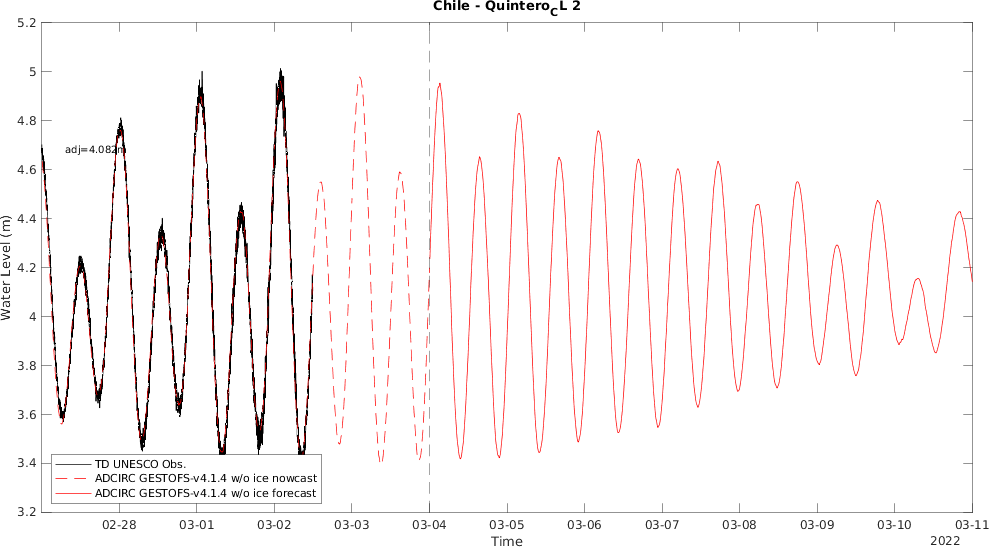 Chile - Quintero_CL 2
5.2
5
4.8
4.6
4.4
4.2
4
3.8
3.6
3.4
3.2
Water Level (m)
adj=4.082m
TD UNESCO Obs.
ADCIRC GESTOFS-v4.1.4 w/o ice nowcast
ADCIRC GESTOFS-v4.1.4 w/o ice forecast
02-28 03-01 03-02 03-03 03-04 03-05 03-06 03-07 03-08 03-09 03-10 03-11
Time
2022